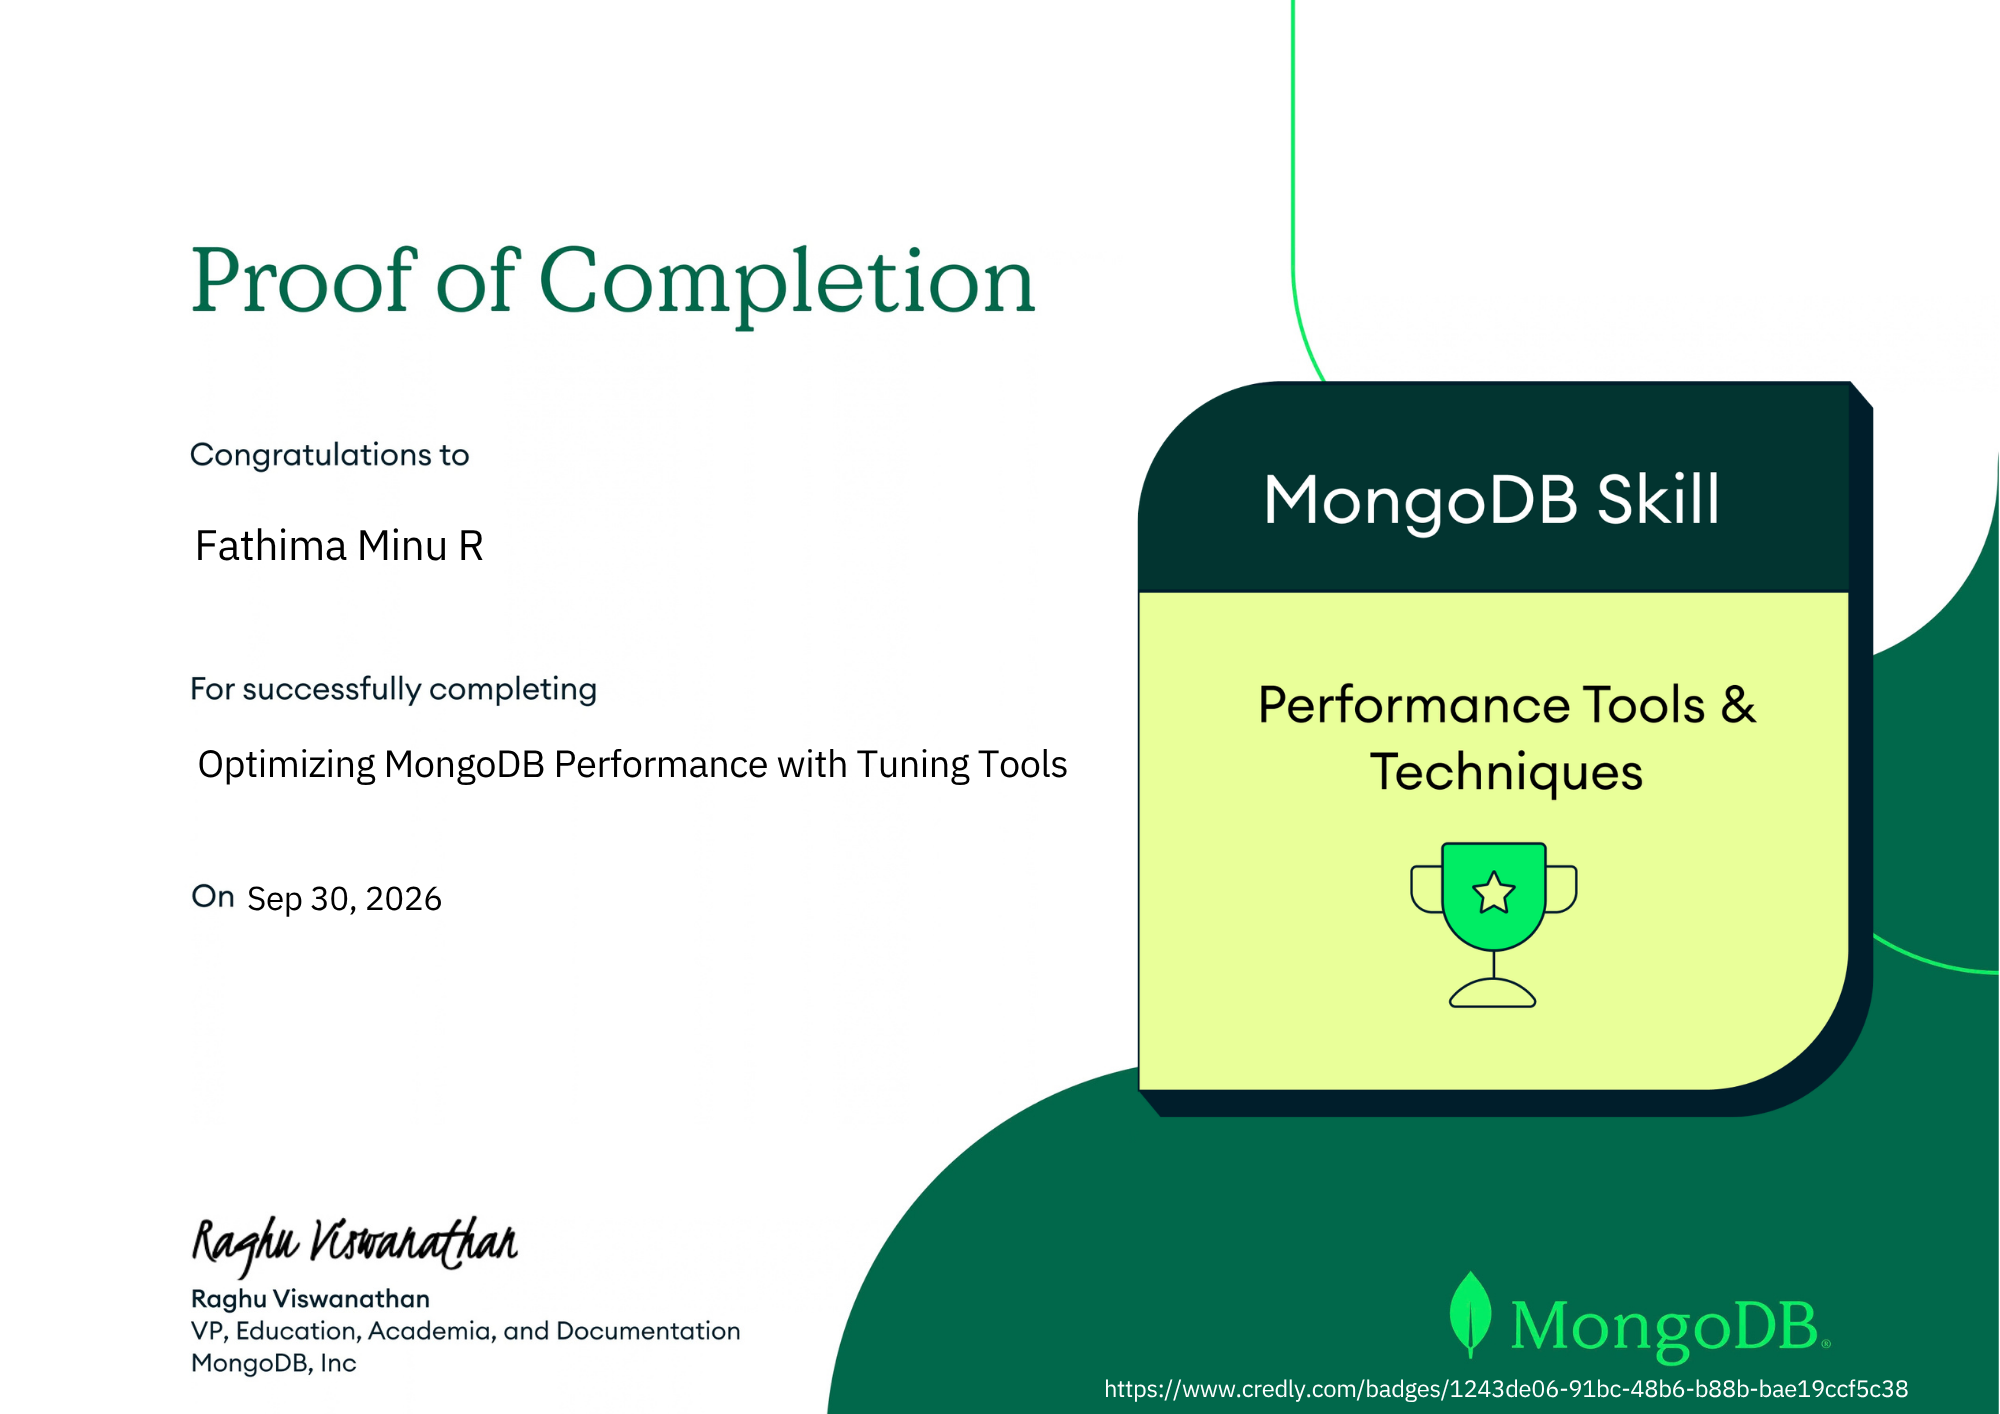 Proof of Completion
Congratulations to
Fathima Minu R
For successfully completing
Optimizing MongoDB Performance with Tuning Tools
On Sep 30, 2026
MongoDB Skill
Performance Tools &
Techniques
Raghu Viswanathan
Raghu Viswanathan
VP, Education, Academia, and Documentation
MongoDB, Inc
MongoDB®
https://www.credly.com/badges/1243de06-91bc-48b6-b88b-bae19ccf5c38